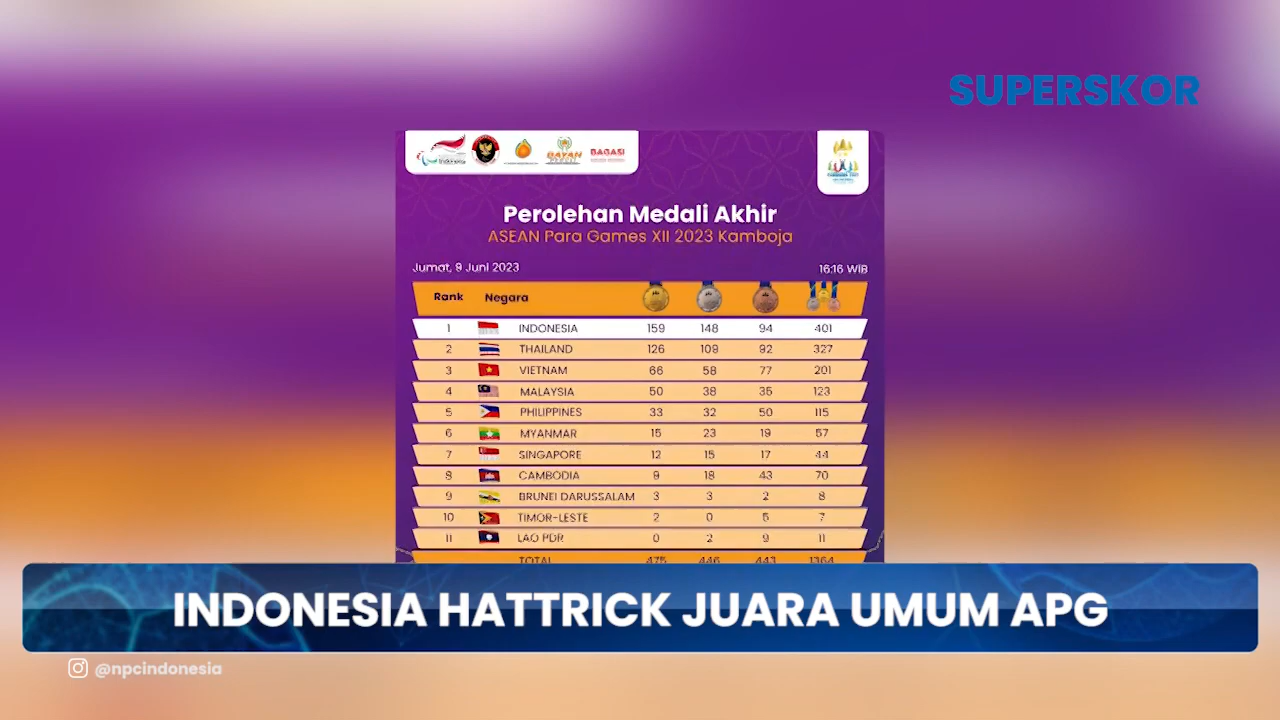 SUPERSKOR
Perolehan Medali Akhir
ASEAN Para Games XII 2023 Kamboja
Jumat, 9 Juni 2023 16:16 WIB
Rank Negara
1 INDONESIA 159 148 94 401
2 THAILAND 126 109 92 327
3 VIETNAM 66 58 77 201
4 MALAYSIA 50 38 35 123
5 PHILIPPINES 33 32 50 115
6 MYANMAR 15 23 19 57
7 SINGAPORE 12 15 17 44
8 CAMBODIA 9 18 43 70
9 BRUNEI DARUSSALAM 3 3 2 8
10 TIMOR-LESTE 2 0 5 7
11 LAO PDR 0 2 9 11
TOTAL 475 446 443 1364
INDONESIA HATTRICK JUARA UMUM APG
@npcindonesia